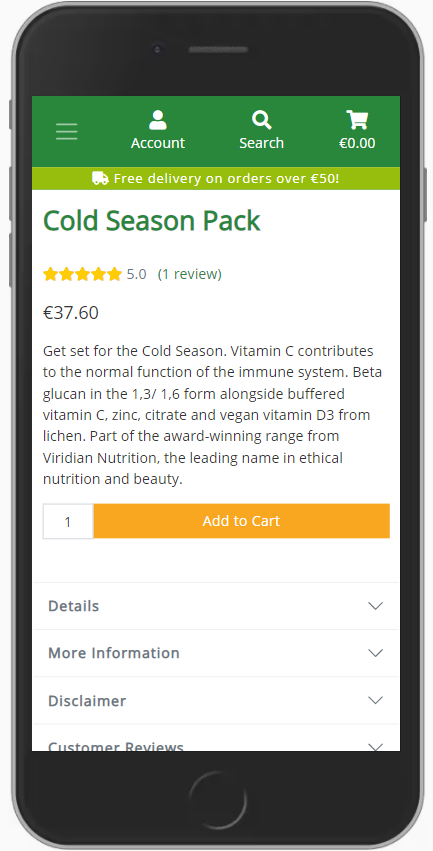 Account
Search
€0.00
Free delivery on orders over €50!
Cold Season Pack
5.0 (1 review)
€37.60
Get set for the Cold Season. Vitamin C contributes
to the normal function of the immune system. Beta
glucan in the 1,3/ 1,6 form alongside buffered
vitamin C, zinc, citrate and vegan vitamin D3 from
lichen. Part of the award-winning range from
Viridian Nutrition, the leading name in ethical
nutrition and beauty.
1
Add to Cart
Details
More Information
Disclaimer
Customer Reviews